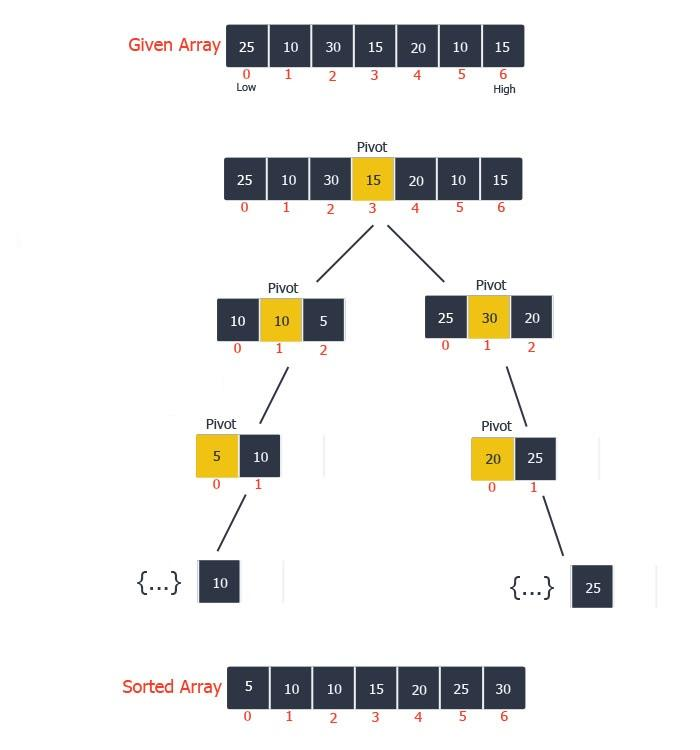 Given Array 25 10 30 15 20 10 15
0 1 2 3 4 5 6
Low High
Pivot
25 10 30 15 20 10 15
0 1 2 3 4 5 6
Pivot
10 10 5
0 1 2
Pivot
25 30 20
0 1 2
Pivot
5 10
0 1
Pivot
20 25
0 1
{...} 10
{...} 25
Sorted Array 5 10 10 15 20 25 30
0 1 2 3 4 5 6